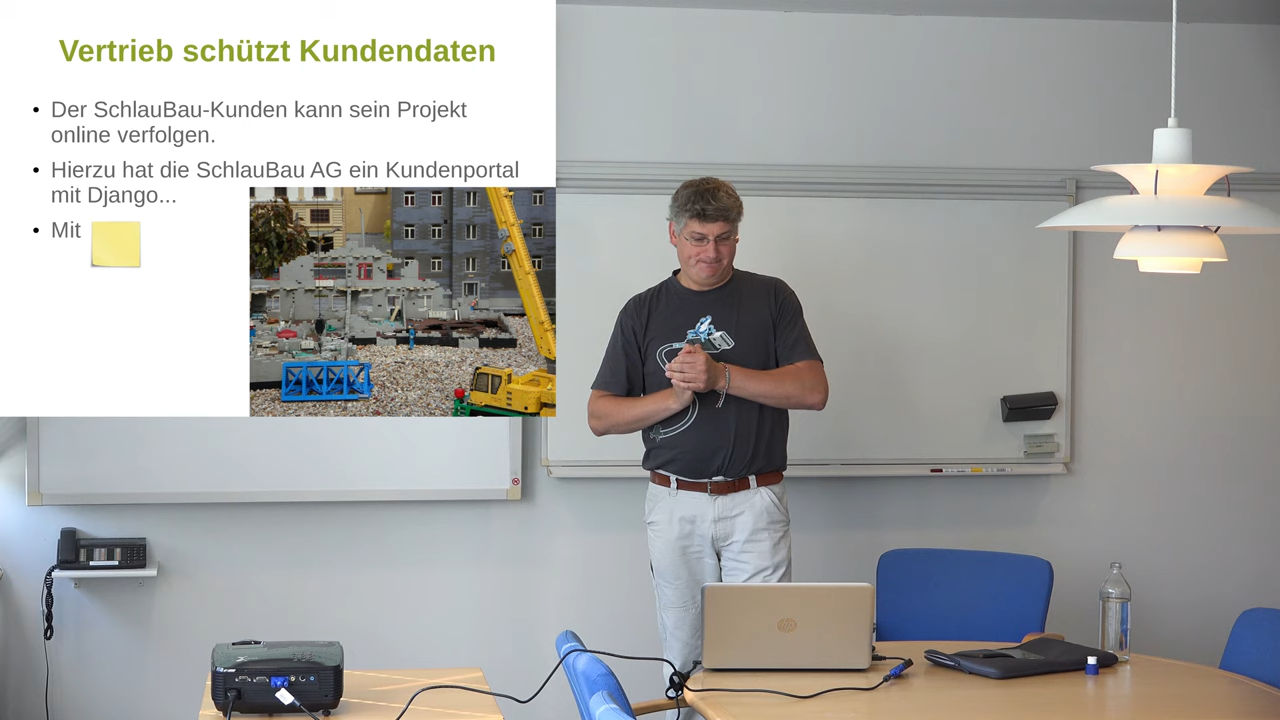 Vertrieb schützt Kundendaten
• Der SchlauBau-Kunden kann sein Projekt
online verfolgen.
• Hierzu hat die SchlauBau AG ein Kundenportal
mit Django...
• Mit
hp